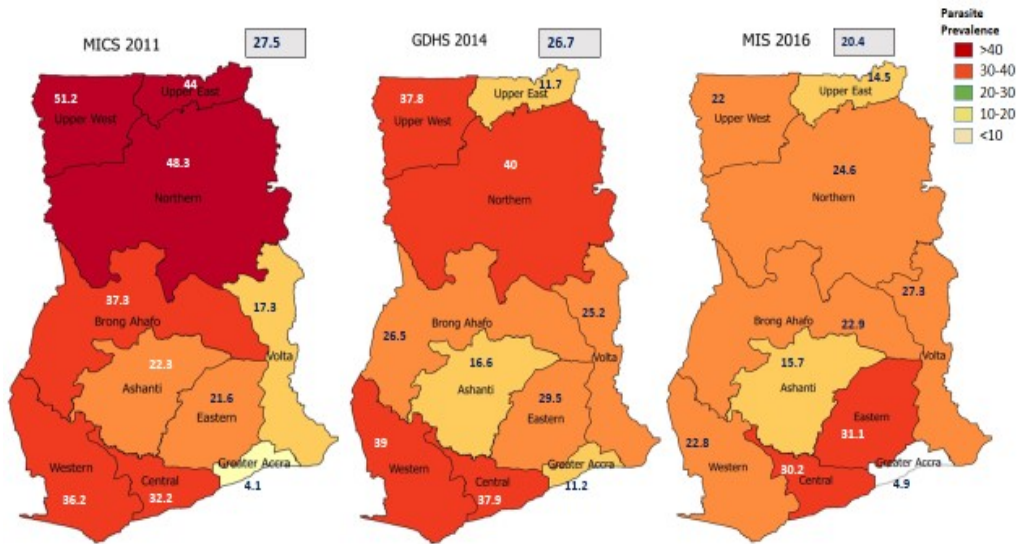 MICS 2011
27.5
44
Upper East
51.2
Upper West
48.3
Northern
37.3
Brong Ahafo
17.3
Volta
22.3
Ashanti
21.6
Eastern
Greater Accra
4.1
Western
36.2
Central
32.2
GDHS 2014
26.7
11.7
Upper East
37.8
Upper West
40
Northern
25.2
Brong Ahafo
26.5
Volta
16.6
Ashanti
29.5
Eastern
Greater Accra
11.2
39
Western
Central
37.9
MIS 2016
20.4
14.5
Upper East
22
Upper West
24.6
Northern
27.3
Brong Ahafo
22.9
Volta
15.7
Ashanti
Eastern
31.1
Greater Accra
4.9
22.8
Western
30.2
Central
Parasite
Prevalence
>40
30-40
20-30
10-20
<10